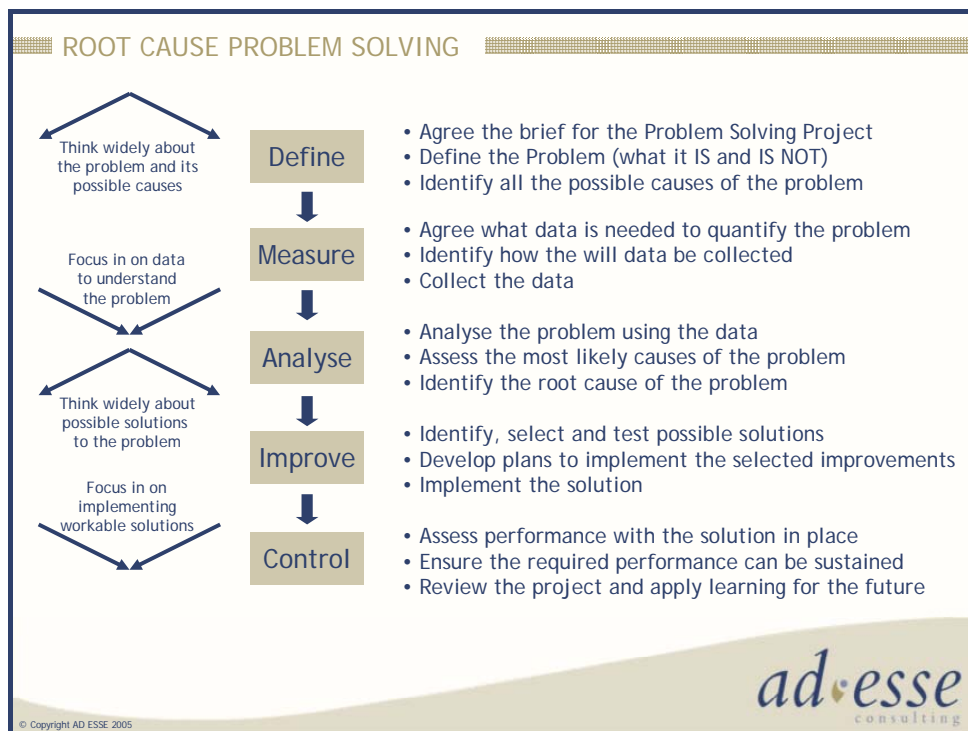 ROOT CAUSE PROBLEM SOLVING
Think widely about
the problem and its
possible causes
Define
• Agree the brief for the Problem Solving Project
• Define the Problem (what it IS and IS NOT)
• Identify all the possible causes of the problem
Focus in on data
to understand
the problem
Measure
• Agree what data is needed to quantify the problem
• Identify how the will data be collected
• Collect the data
Analyse
• Analyse the problem using the data
• Assess the most likely causes of the problem
• Identify the root cause of the problem
Think widely about
possible solutions
to the problem
Improve
• Identify, select and test possible solutions
• Develop plans to implement the selected improvements
• Implement the solution
Focus in on
implementing
workable solutions
Control
• Assess performance with the solution in place
• Ensure the required performance can be sustained
• Review the project and apply learning for the future
ad esse
consulting
© Copyright AD ESSE 2005